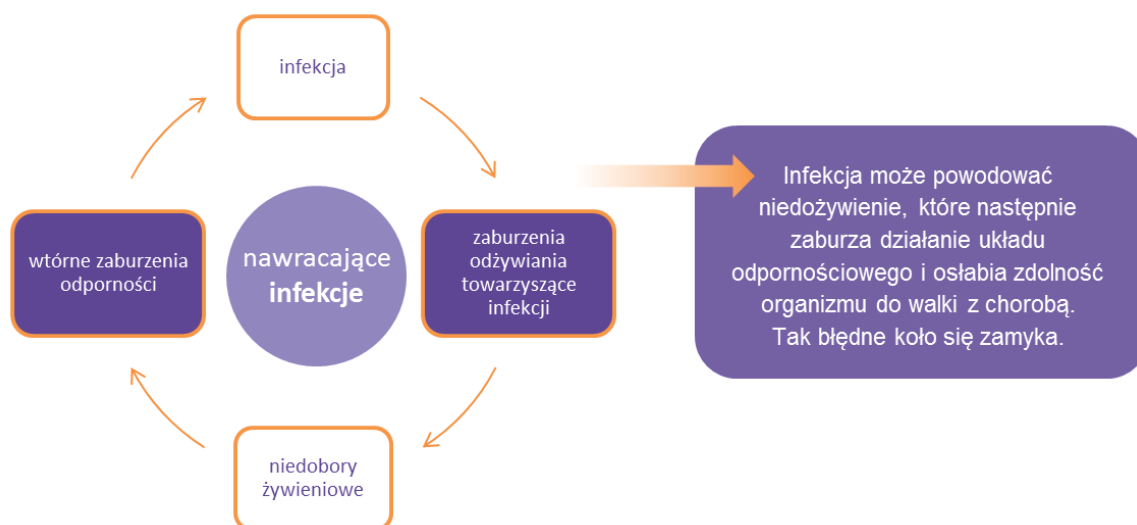 infekcja
zaburzenia
odżywiania
towarzyszące
infekcji
niedobory
żywieniowe
wtórne zaburzenia
odporności
nawracające
infekcje
Infekcja może powodować
niedożywienie, które następnie
zaburza działanie układu
odpornościowego i osłabia zdolność
organizmu do walki z chorobą.
Tak błędne koło się zamyka.